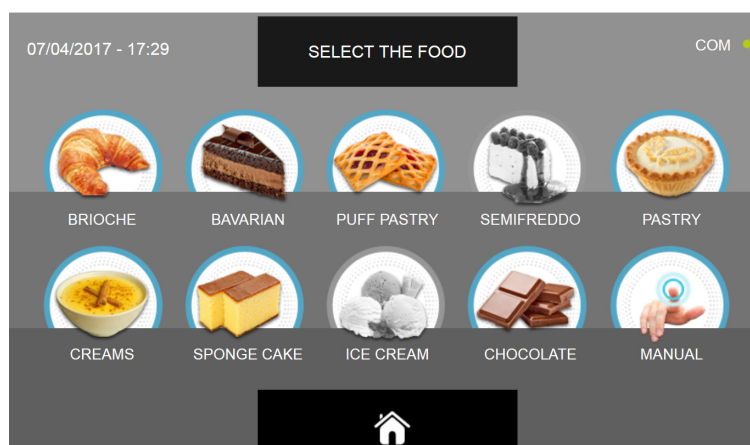 07/04/2017 - 17:29
SELECT THE FOOD
COM
BRIOCHE
BAVARIAN
PUFF PASTRY
SEMIFREDDO
PASTRY
CREAMS
SPONGE CAKE
ICE CREAM
CHOCOLATE
MANUAL